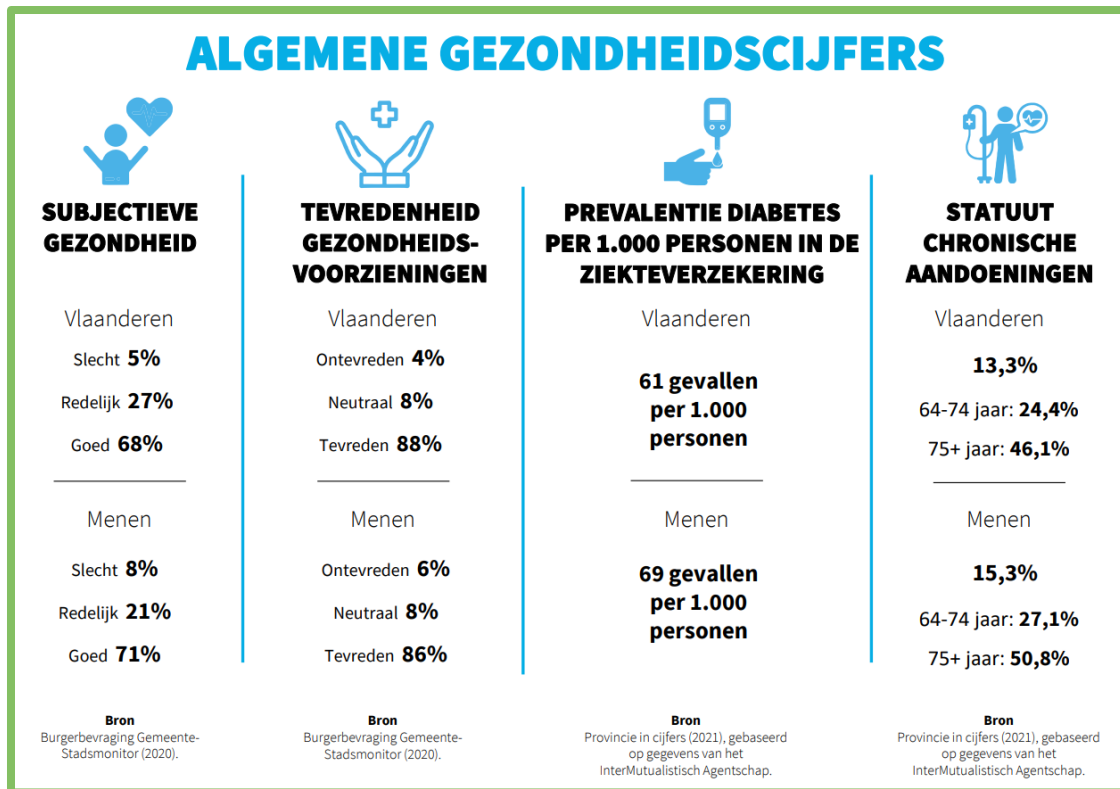 ALGEMENE GEZONDHEIDSCIJFERS
SUBJECTIEVE
GEZONDHEID
Vlaanderen
Slecht 5%
Redelijk 27%
Goed 68%
Menen
Slecht 8%
Redelijk 21%
Goed 71%
Bron
Burgerbevraging Gemeente-
Stadsmonitor (2020).
TEVREDENHEID
GEZONDHEIDS-
VOORZIENINGEN
Vlaanderen
Ontevreden 4%
Neutraal 8%
Tevreden 88%
Menen
Ontevreden 6%
Neutraal 8%
Tevreden 86%
Bron
Burgerbevraging Gemeente-
Stadsmonitor (2020).
PREVALENTIE DIABETES
PER 1.000 PERSONEN IN DE
ZIEKTEVERZEKERING
Vlaanderen
61 gevallen
per 1.000
personen
Menen
69 gevallen
per 1.000
personen
Bron
Provincie in cijfers (2021), gebaseerd
op gegevens van het
InterMutualistisch Agentschap.
STATUUT
CHRONISCHE
AANDOENINGEN
Vlaanderen
13,3%
64-74 jaar: 24,4%
75+ jaar: 46,1%
Menen
15,3%
64-74 jaar: 27,1%
75+ jaar: 50,8%
Bron
Provincie in cijfers (2021), gebaseerd
op gegevens van het
InterMutualistisch Agentschap.